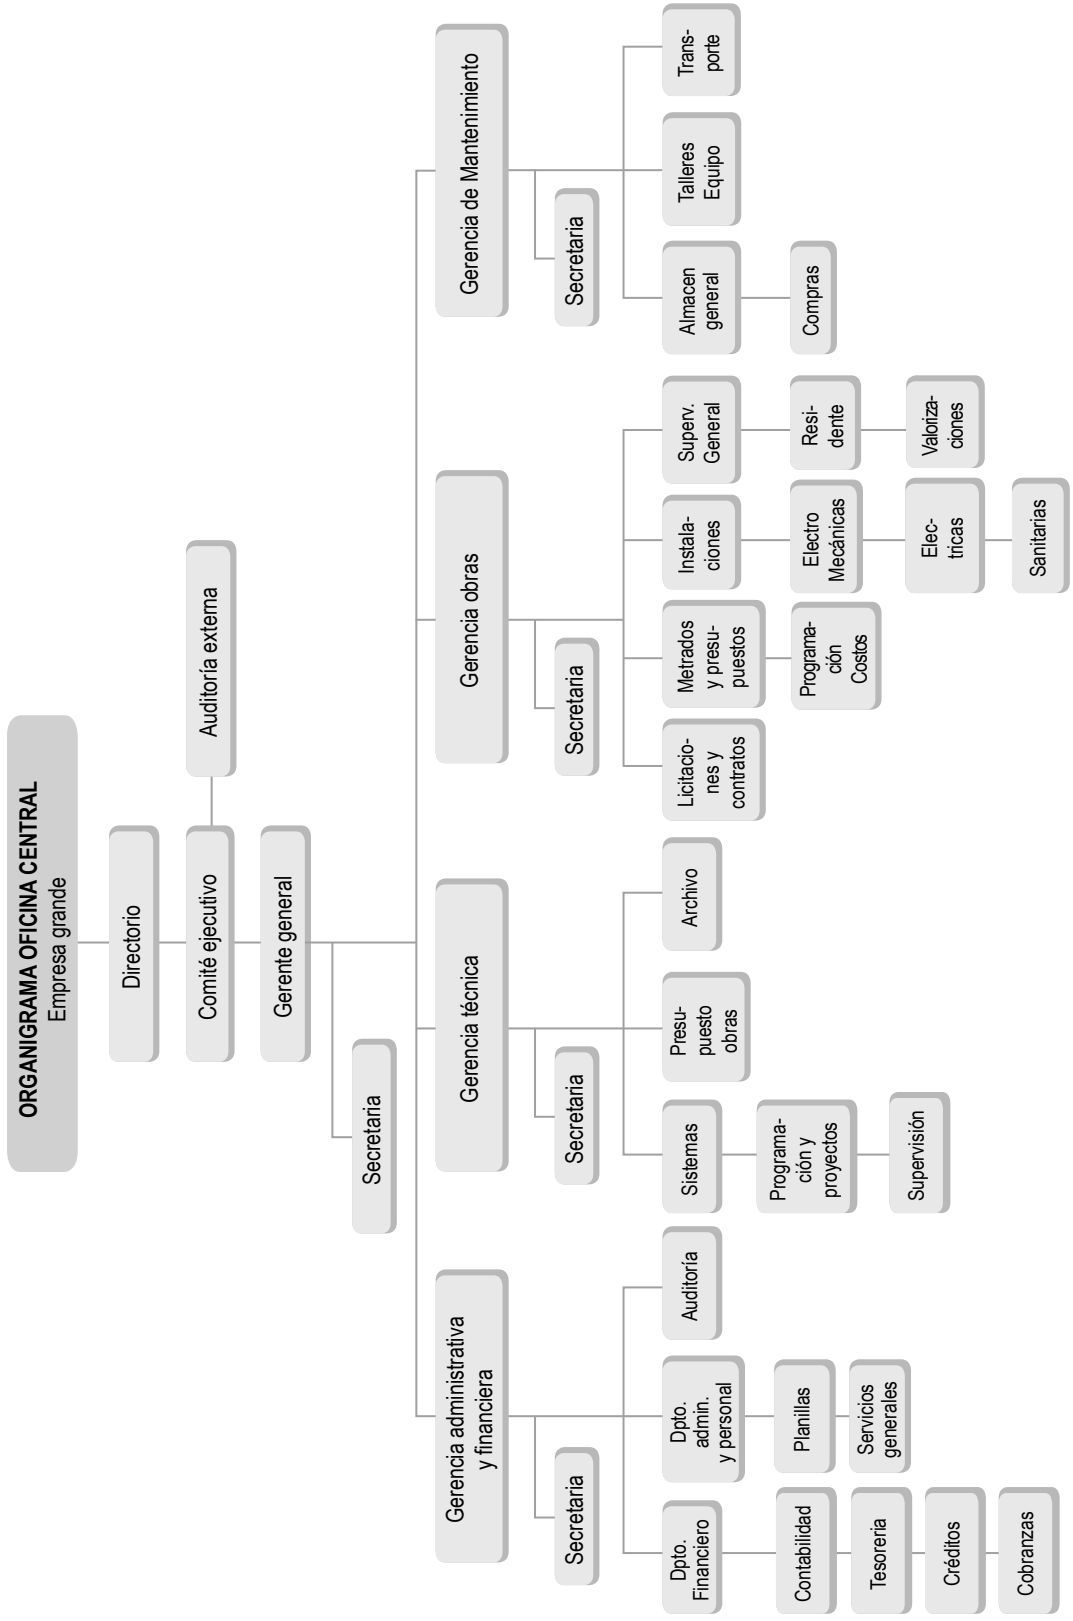 ORGANIGRAMA OFICINA CENTRAL
Empresa grande
Directorio
Comité ejecutivo
Auditoría externa
Gerente general
Secretaria
Gerencia administrativa
y financiera
Secretaria
Dpto.
Financiero
Contabilidad
Tesoreria
Créditos
Cobranzas
Dpto.
admin.
y personal
Planillas
Servicios
generales
Auditoría
Gerencia técnica
Secretaria
Sistemas
Programa-
ción y
proyectos
Supervisión
Presu-
puesto
obras
Archivo
Gerencia obras
Secretaria
Licitacio-
nes y
contratos
Metrados
y presu-
puestos
Programa-
ción
Costos
Instala-
ciones
Electro
Mecánicas
Elec-
tricas
Sanitarias
Superv.
General
Resi-
dente
Valoriza-
ciones
Gerencia de Mantenimiento
Secretaria
Almacen
general
Compras
Talleres
Equipo
Trans-
porte